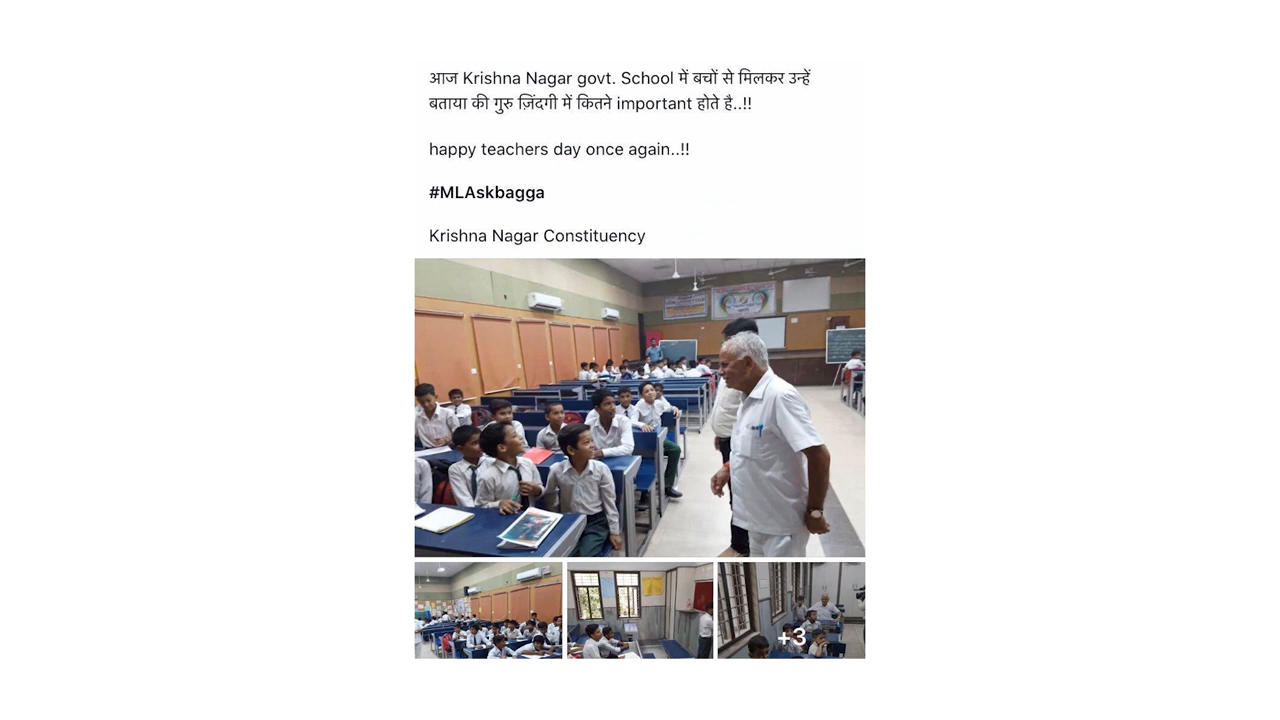 आज Krishna Nagar govt. School में बचों से मिलकर उन्हें
बताया की गुरु ज़िंदगी में कितने important होते है..!!
happy teachers day once again..!!
#MLAskbagga
Krishna Nagar Constituency
+3